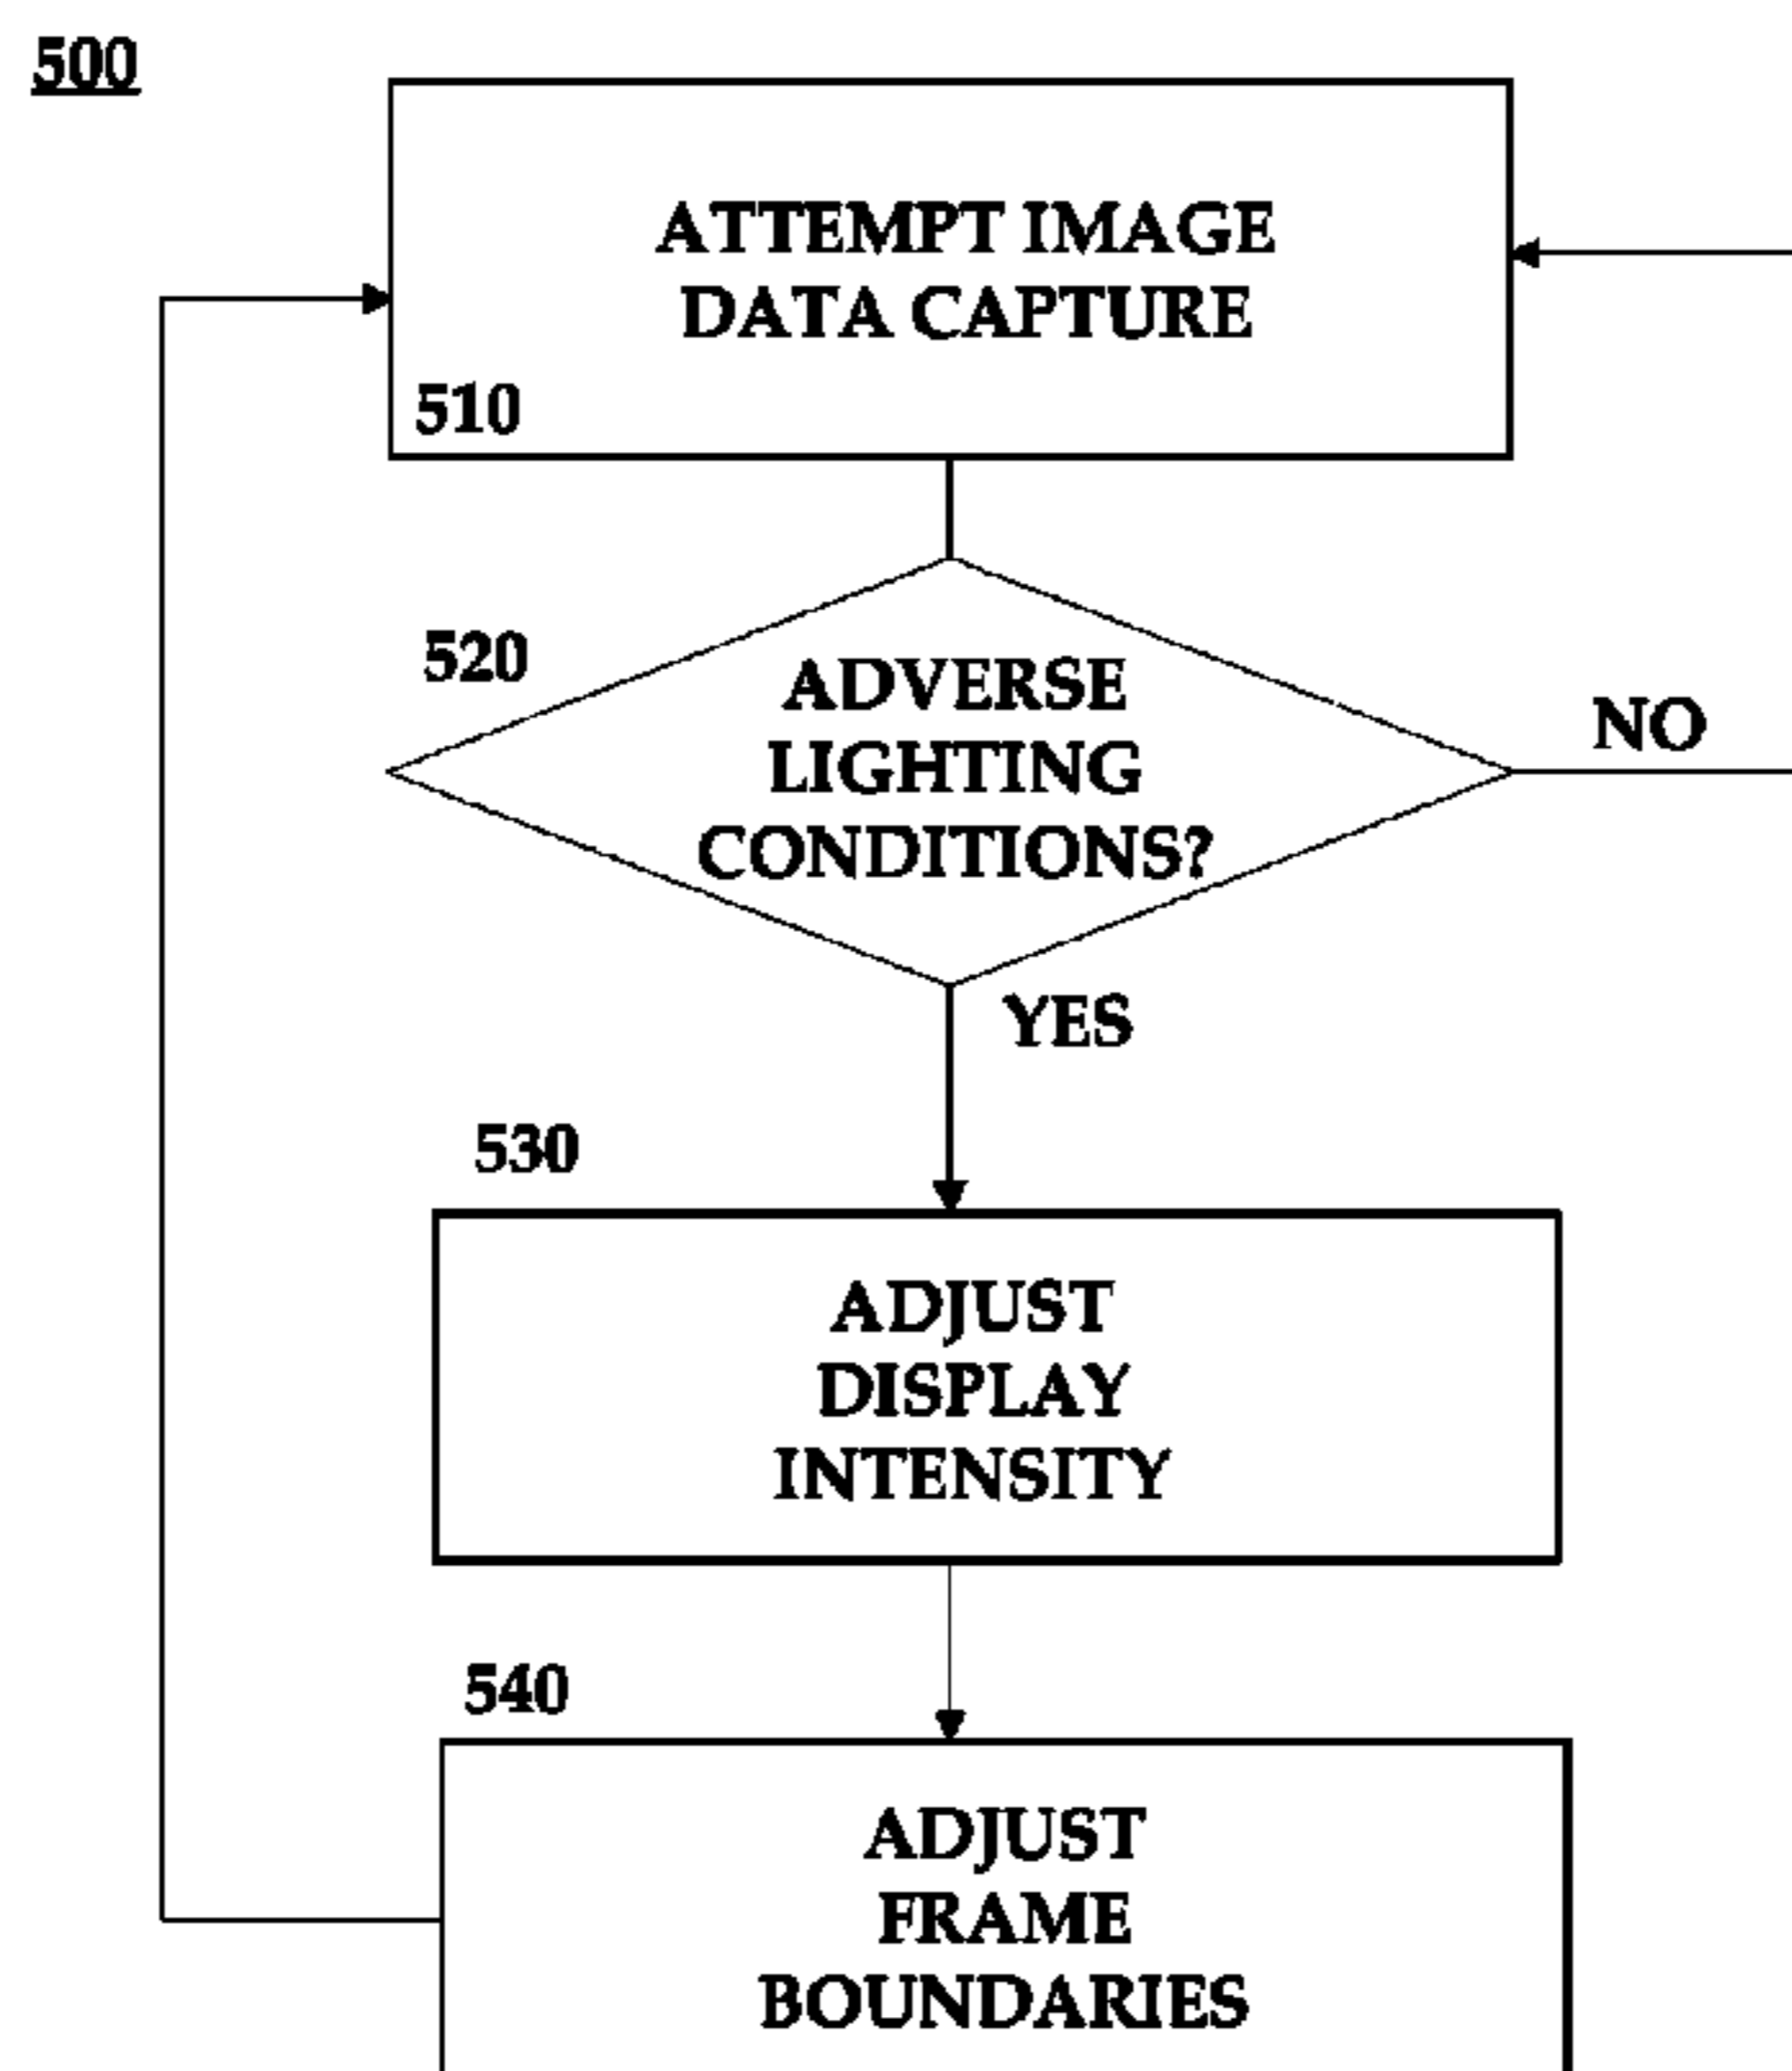 500
ATTEMPT IMAGE
DATA CAPTURE
510
520
ADVERSE
LIGHTING
CONDITIONS?
NO
YES
530
ADJUST
DISPLAY
INTENSITY
540
ADJUST
FRAME
BOUNDARIES